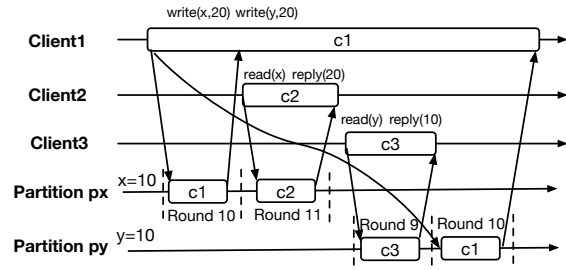 write(x,20) write(y,20)
Client1 c1
read(x) reply(20)
Client2 c2
read(y) reply(10)
Client3 c3
Partition px x=10 c1 c2
Round 10 Round 11
y=10 Round 9 Round 10
Partition py c3 c1